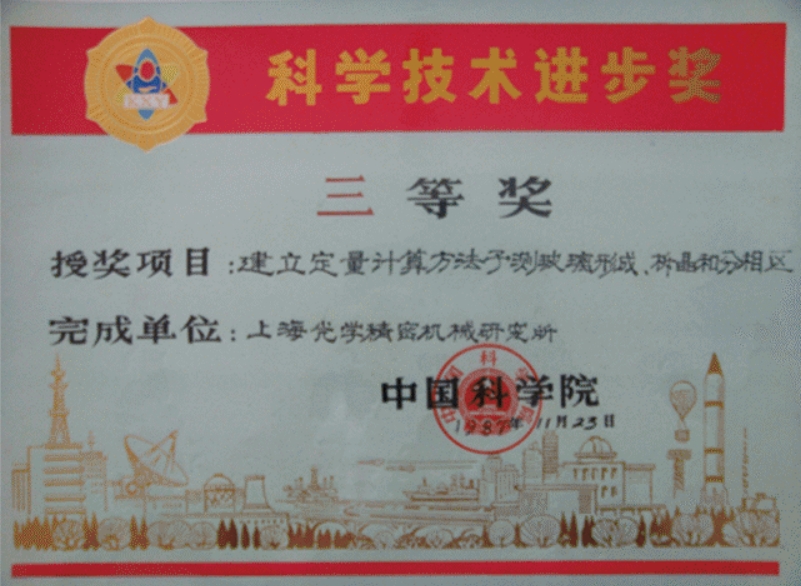 科学技术进步奖
三等奖
授奖项目:建立定量计算方法予测玻璃形成、析晶和分相区
完成单位:上海光学精密机械研究所
中国科学院
1987年11月23日